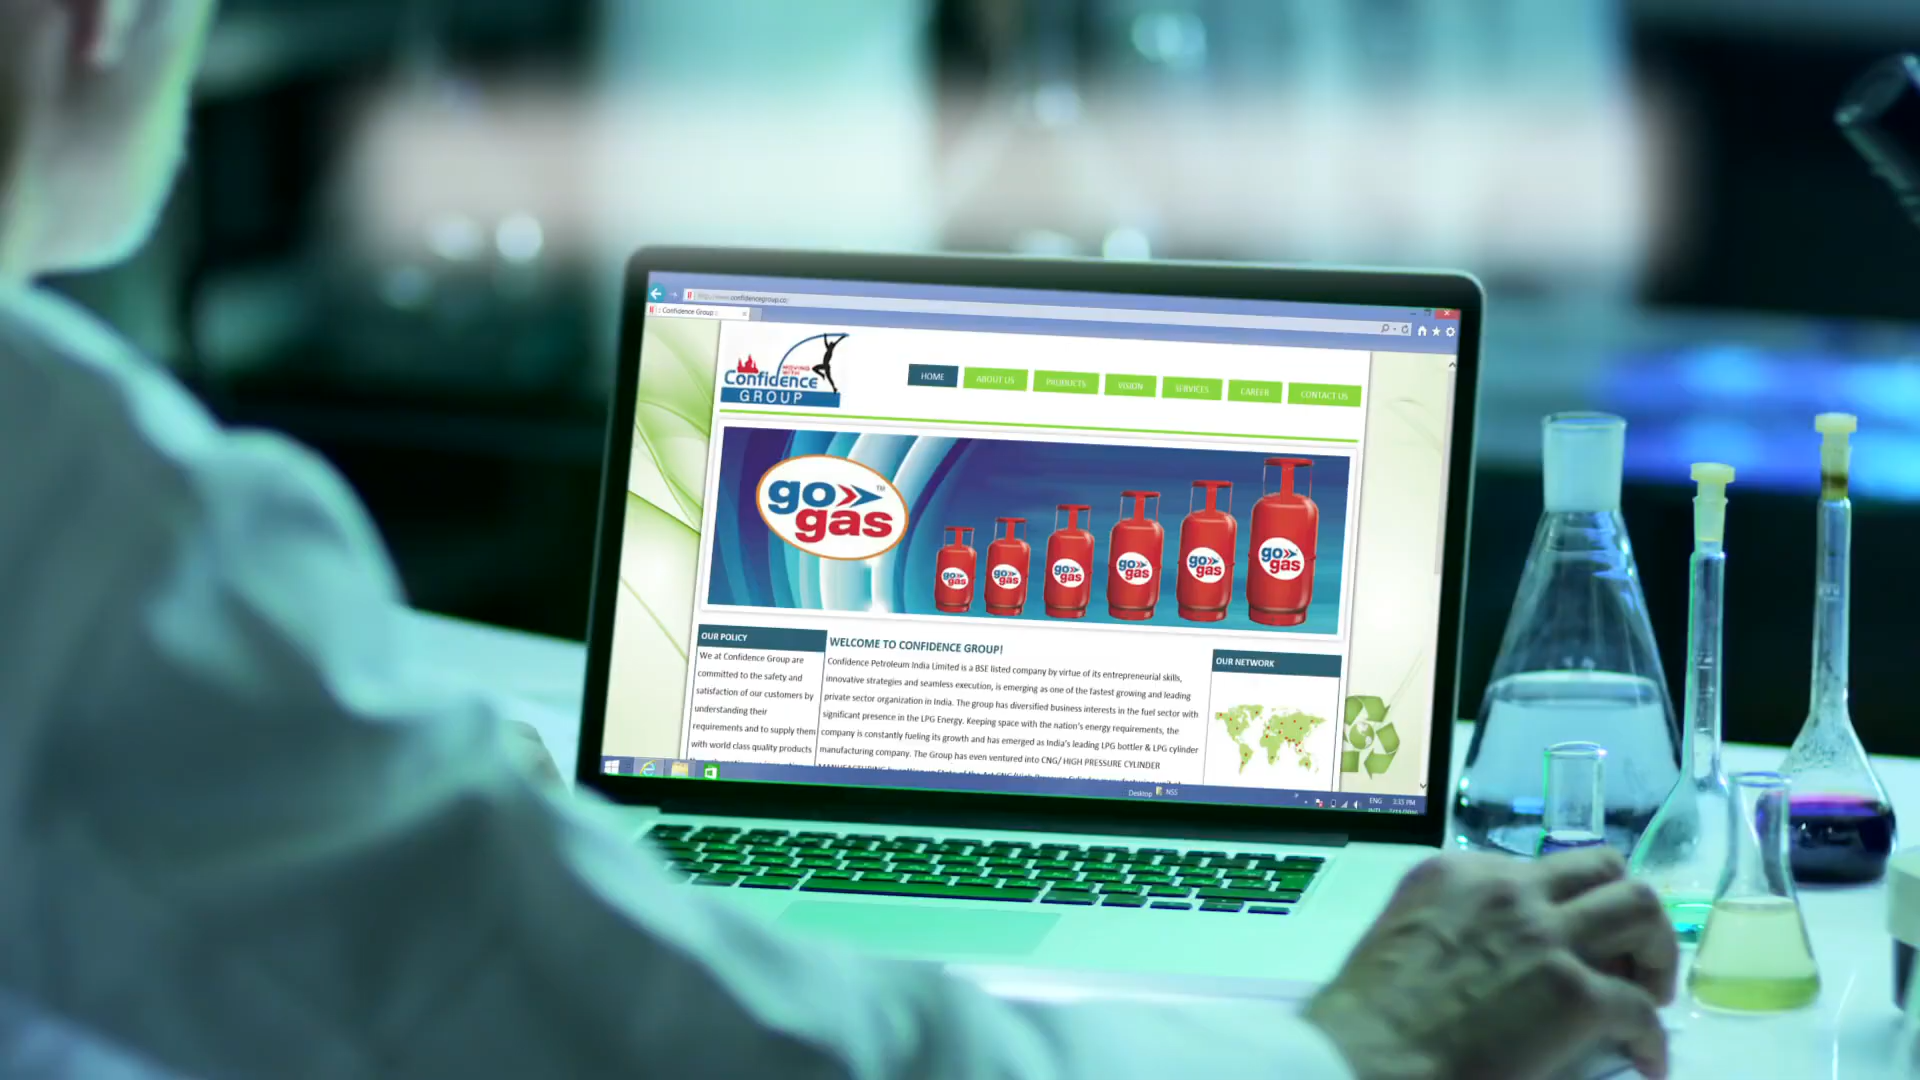 http://www.confidencegroup.co/
:: Confidence Group ::
MOVING
WITH
Confidence
GROUP
HOME
ABOUT US
PRODUCTS
VISION
SERVICES
CAREER
CONTACT US
go
gas
TM
go gas
go gas
go gas
go gas
go gas
go gas
OUR POLICY
We at Confidence Group are
committed to the safety and
satisfaction of our customers by
understanding their
requirements and to supply them
with world class quality products
WELCOME TO CONFIDENCE GROUP!
Confidence Petroleum India Limited is a BSE listed company by virtue of its entrepreneurial skills,
innovative strategies and seamless execution, is emerging as one of the fastest growing and leading
private sector organization in India. The group has diversified business interests in the fuel sector with
significant presence in the LPG Energy. Keeping space with the nation's energy requirements, the
company is constantly fueling its growth and has emerged as India's leading LPG bottler & LPG cylinder
manufacturing company. The Group has even ventured into CNG/ HIGH PRESSURE CYLINDER
OUR NETWORK
Desktop
NSS
ENG
3:35 PM